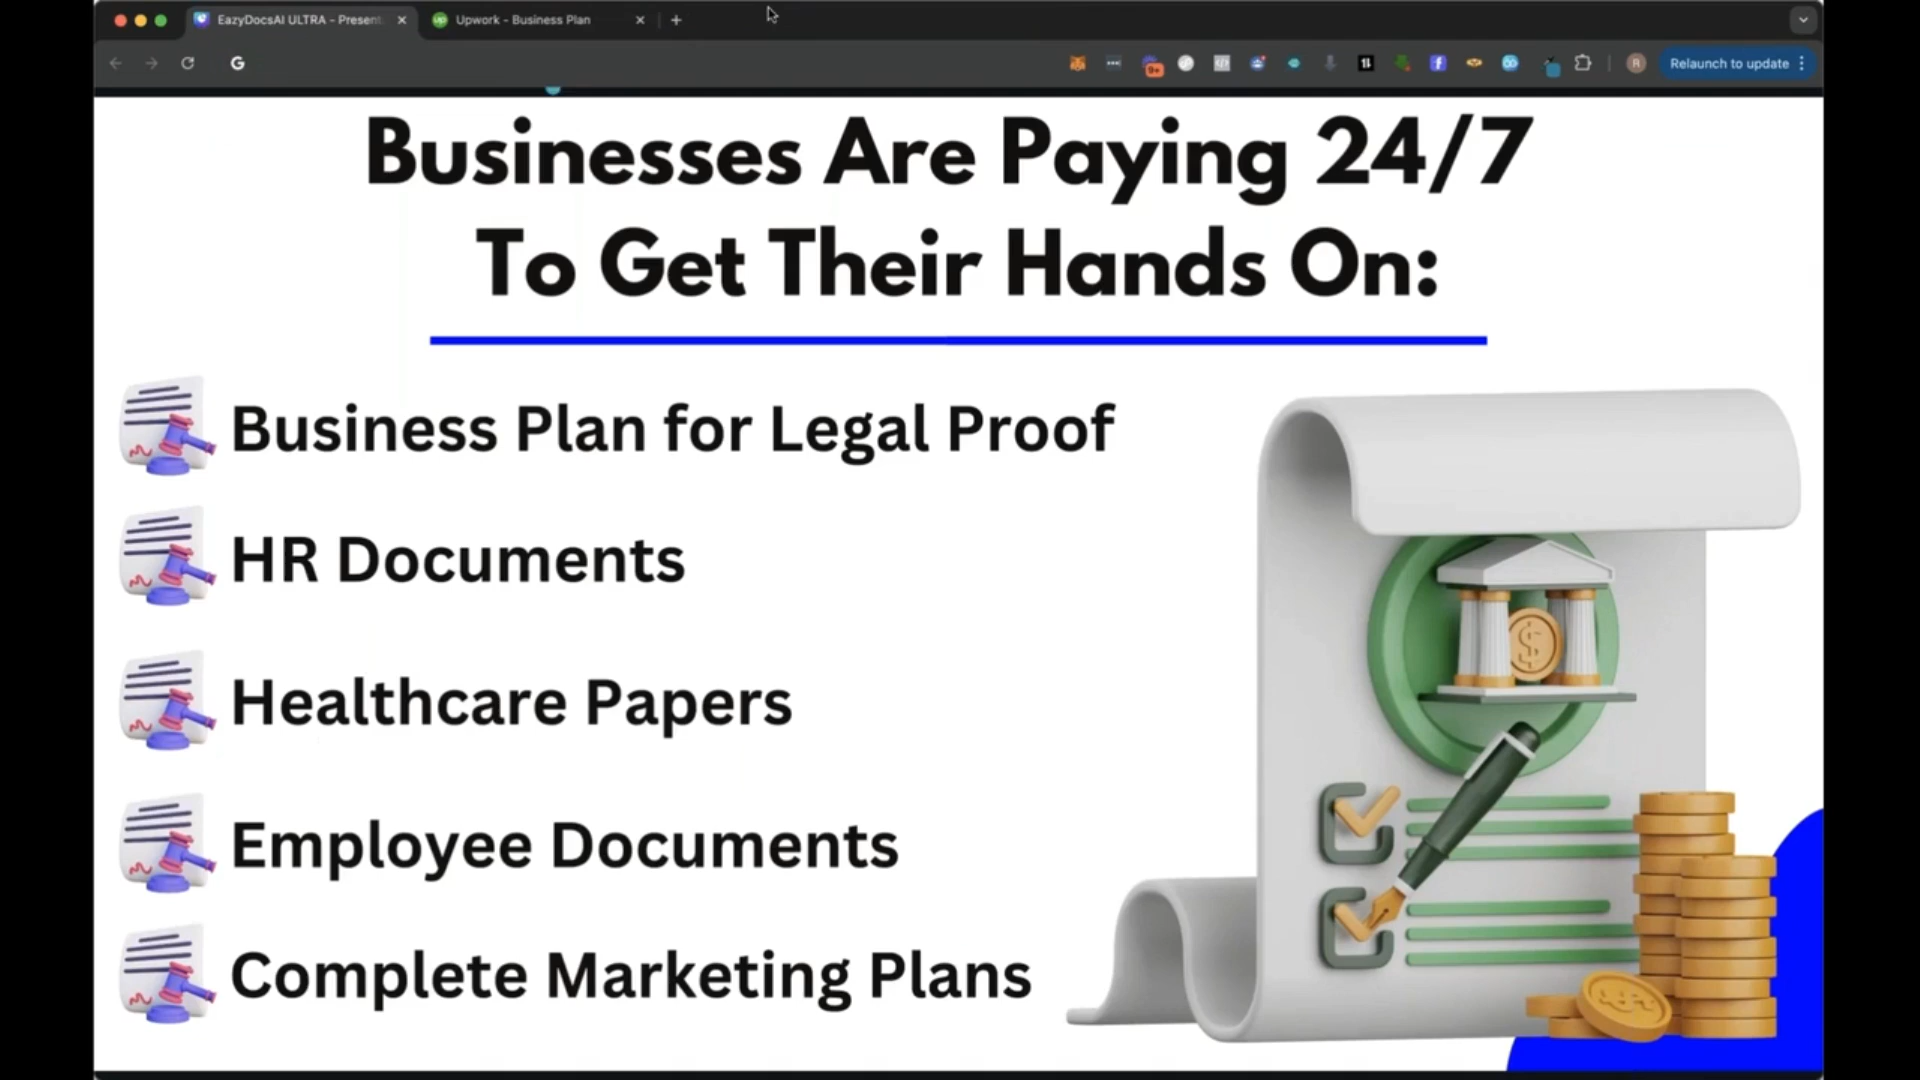 EazyDocsAI ULTRA - Present
Upwork - Business Plan
9+
R
Relaunch to update
Businesses Are Paying 24/7
To Get Their Hands On:
Business Plan for Legal Proof
HR Documents
Healthcare Papers
Employee Documents
Complete Marketing Plans